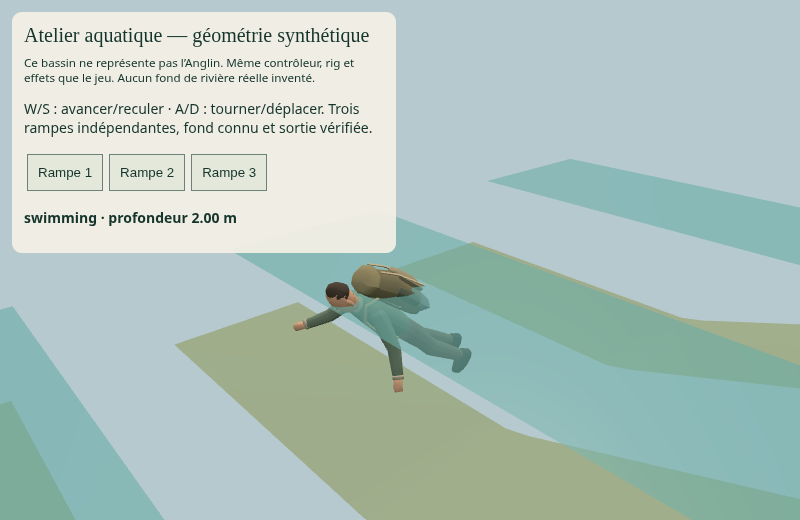 Atelier aquatique — géométrie synthétique
Ce bassin ne représente pas l’Anglin. Même contrôleur, rig et
effets que le jeu. Aucun fond de rivière réelle inventé.
W/S : avancer/reculer · A/D : tourner/déplacer. Trois
rampes indépendantes, fond connu et sortie vérifiée.
Rampe 1 Rampe 2 Rampe 3
swimming · profondeur 2.00 m